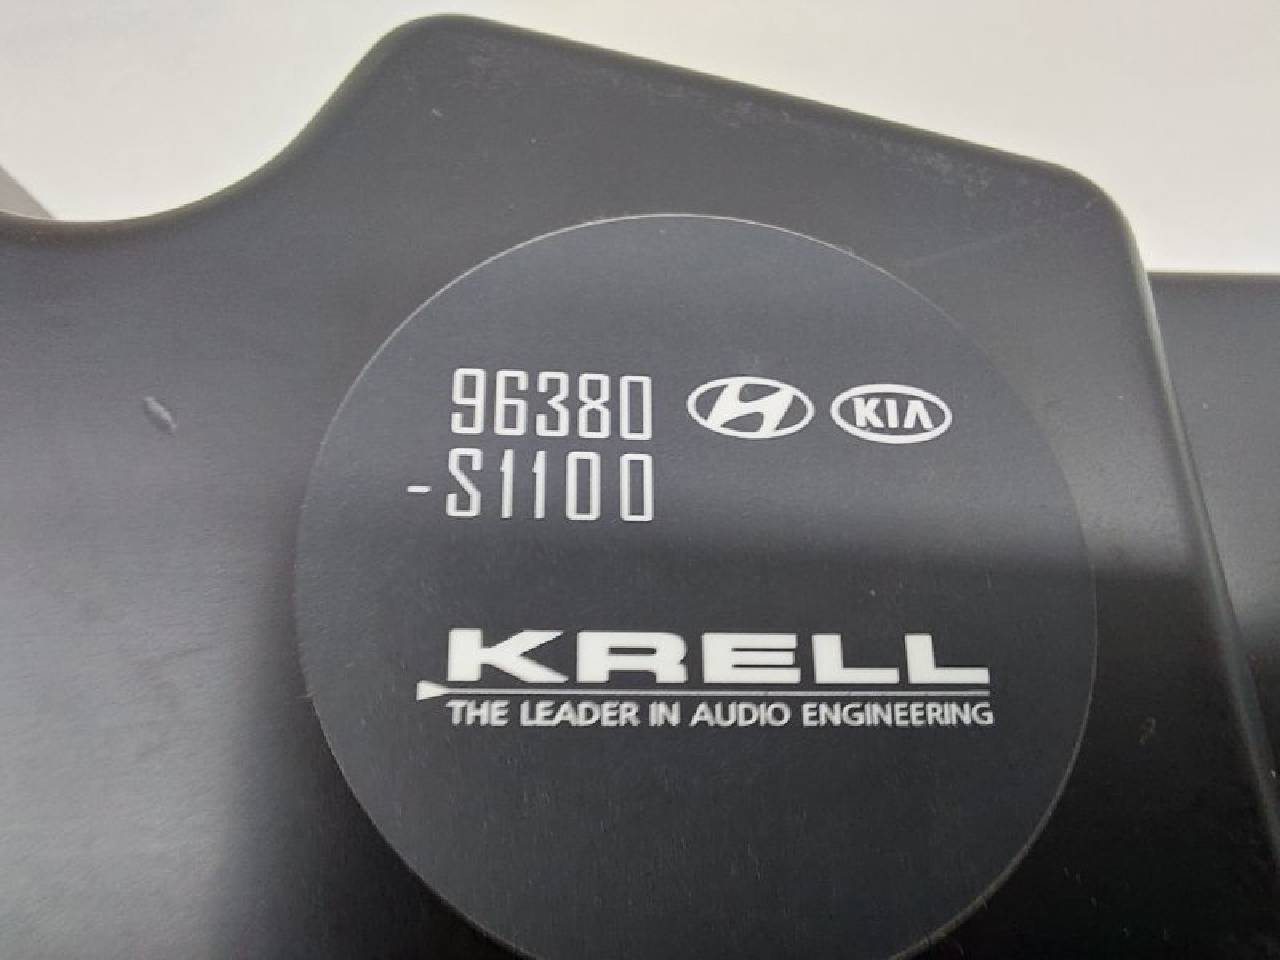 96380
-S1100
KIA
KRELL
THE LEADER IN AUDIO ENGINEERING